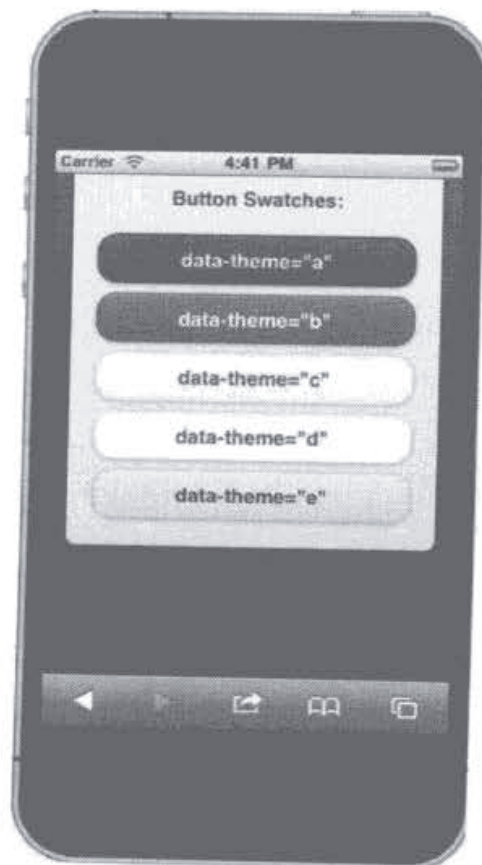 Carrier 4:41 PM
Button Swatches:
data-theme="a"
data-theme="b"
data-theme="c"
data-theme="d"
data-theme="e"